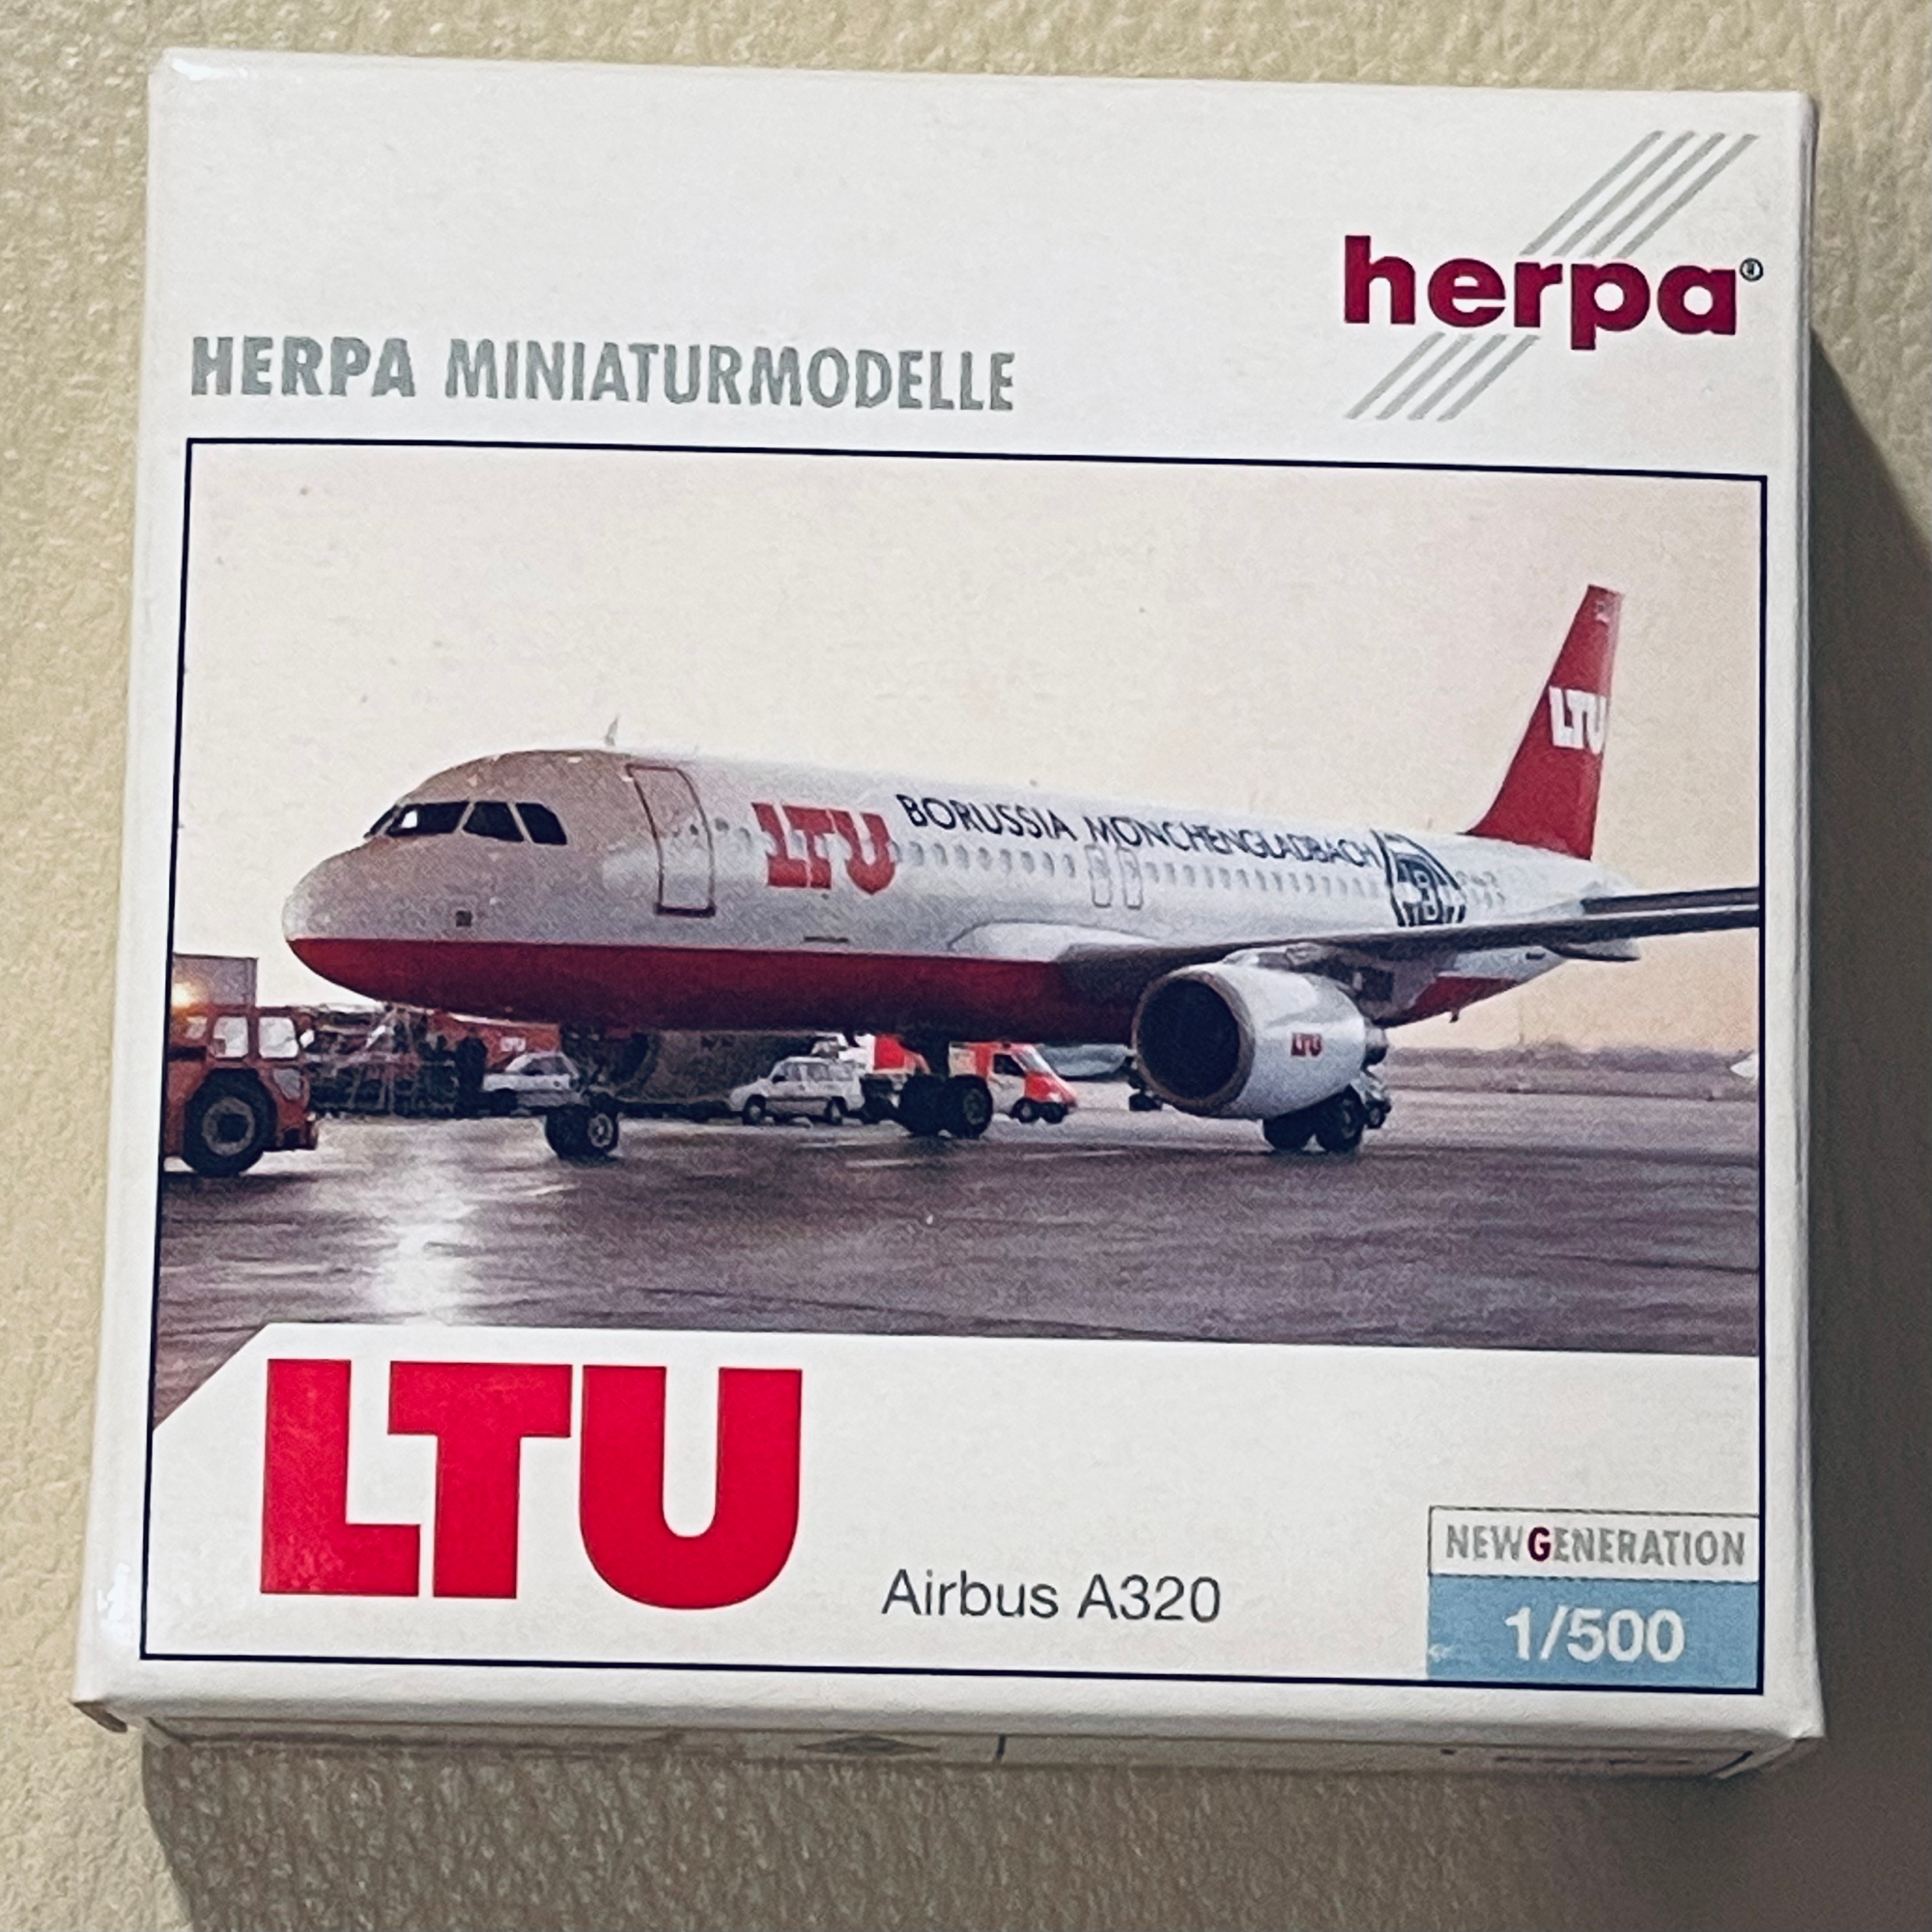 herpa®
HERPA MINIATURMODELLE
LTU
LTU BORUSSIA MÖNCHENGLADBACH
LTU
LTU
Airbus A320
NEWGENERATION
1/500